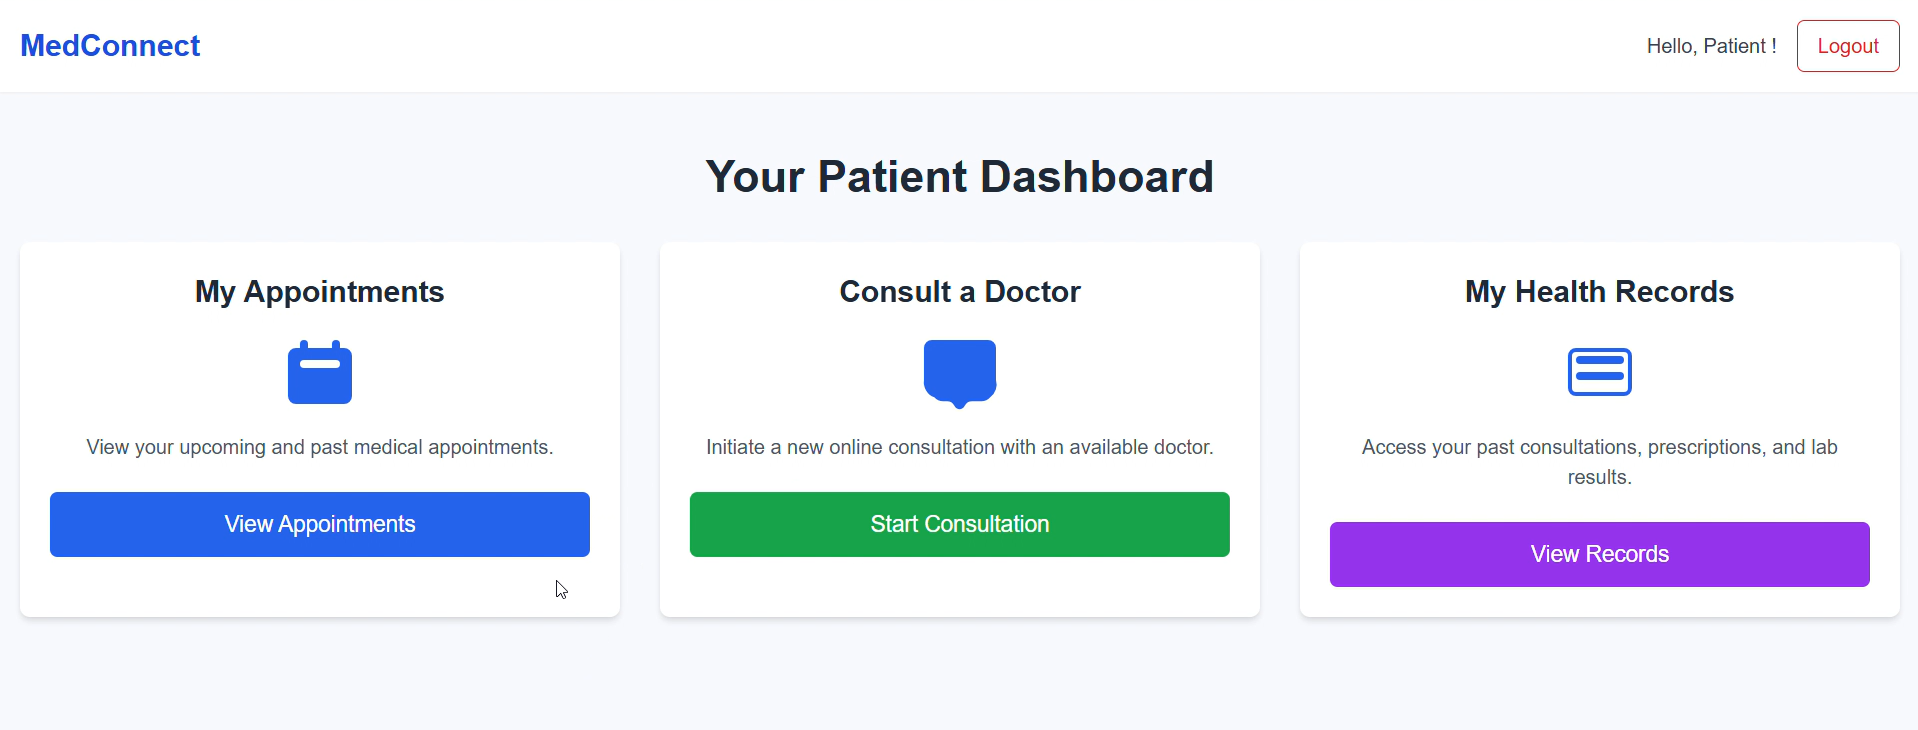 MedConnect
Hello, Patient !
Logout
Your Patient Dashboard
My Appointments
View your upcoming and past medical appointments.
View Appointments
Consult a Doctor
Initiate a new online consultation with an available doctor.
Start Consultation
My Health Records
Access your past consultations, prescriptions, and lab
results.
View Records